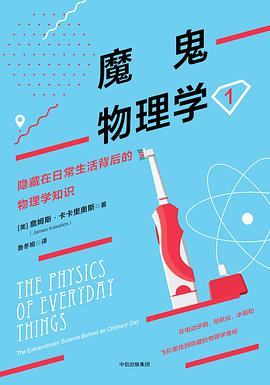 魔鬼
物理学
1
隐藏在日常生活背后的
物理学知识
[美] 詹姆斯·卡卡里奥斯 著
(James Kakalios)
鲁冬旭 译
THE PHYSICS
OF EVERYDAY
THINGS
The Extraordinary Science Behind an Ordinary Day
在电动牙刷、导航仪、冰箱和
飞机里找到隐藏的物理学奥秘
中信出版集团